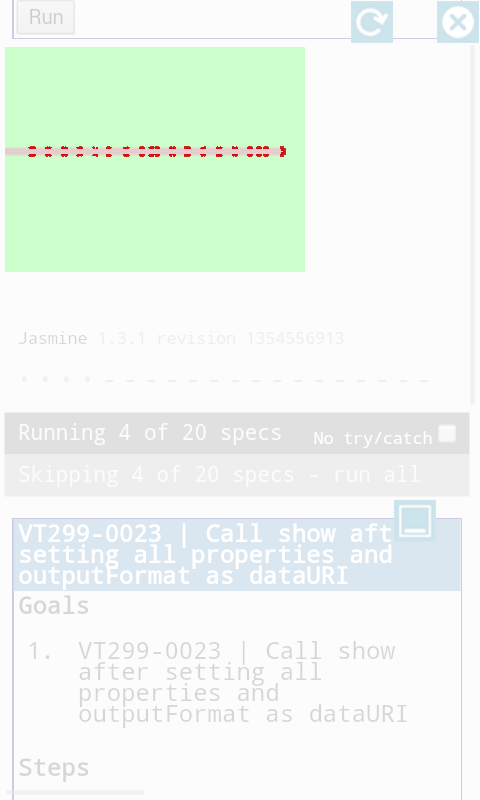 Run
Jasmine 1.3.1 revision 1354556913
Running 4 of 20 specs
No try/catch
Skipping 4 of 20 specs - run all
VT299-0023 | Call show aft
setting all properties and
outputFormat as dataURI
Goals
1. VT299-0023 | Call show
after setting all
properties and
outputFormat as dataURI
Steps